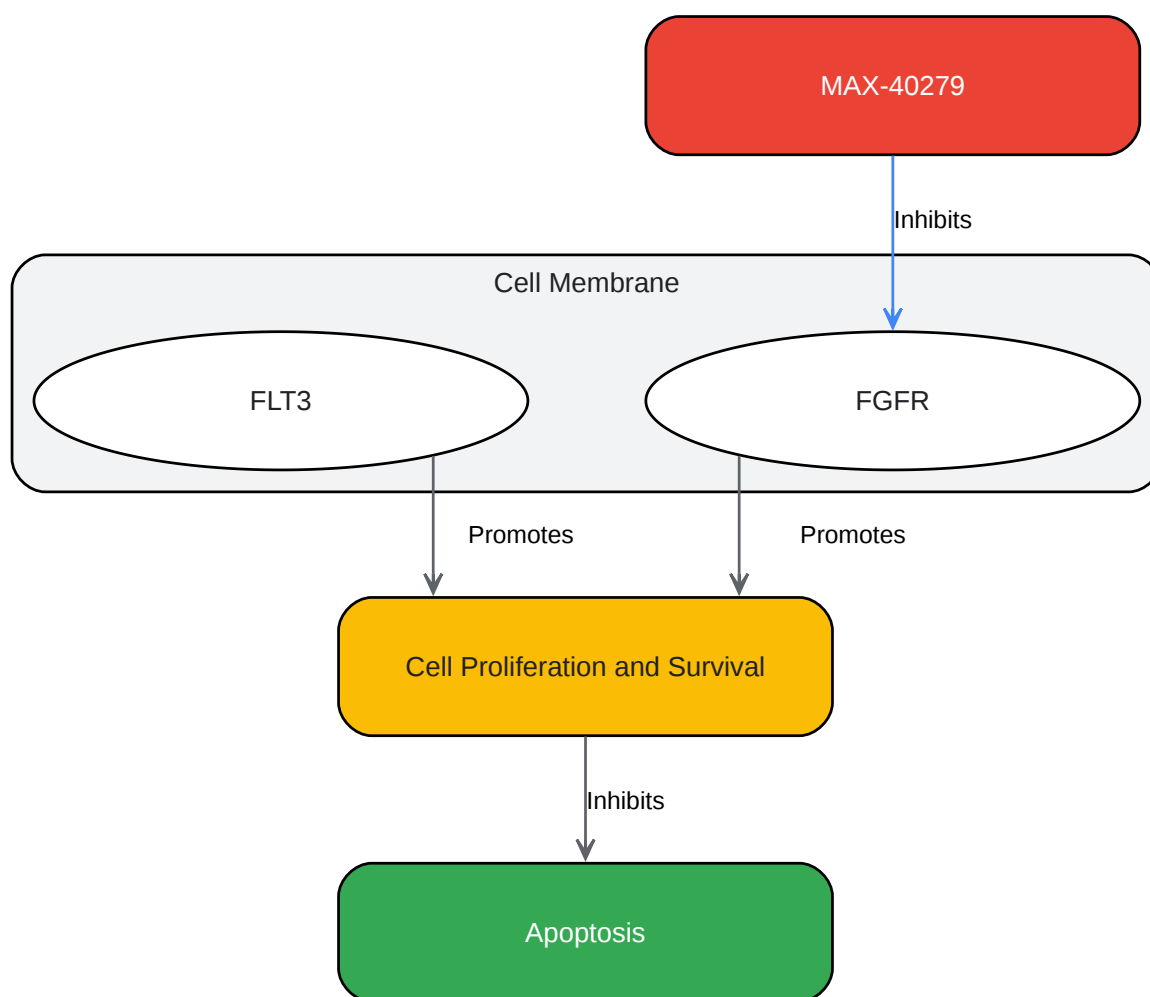 MAX-40279
Inhibits
Cell Membrane
FLT3
FGFR
Promotes
Promotes
Cell Proliferation and Survival
Inhibits
Apoptosis